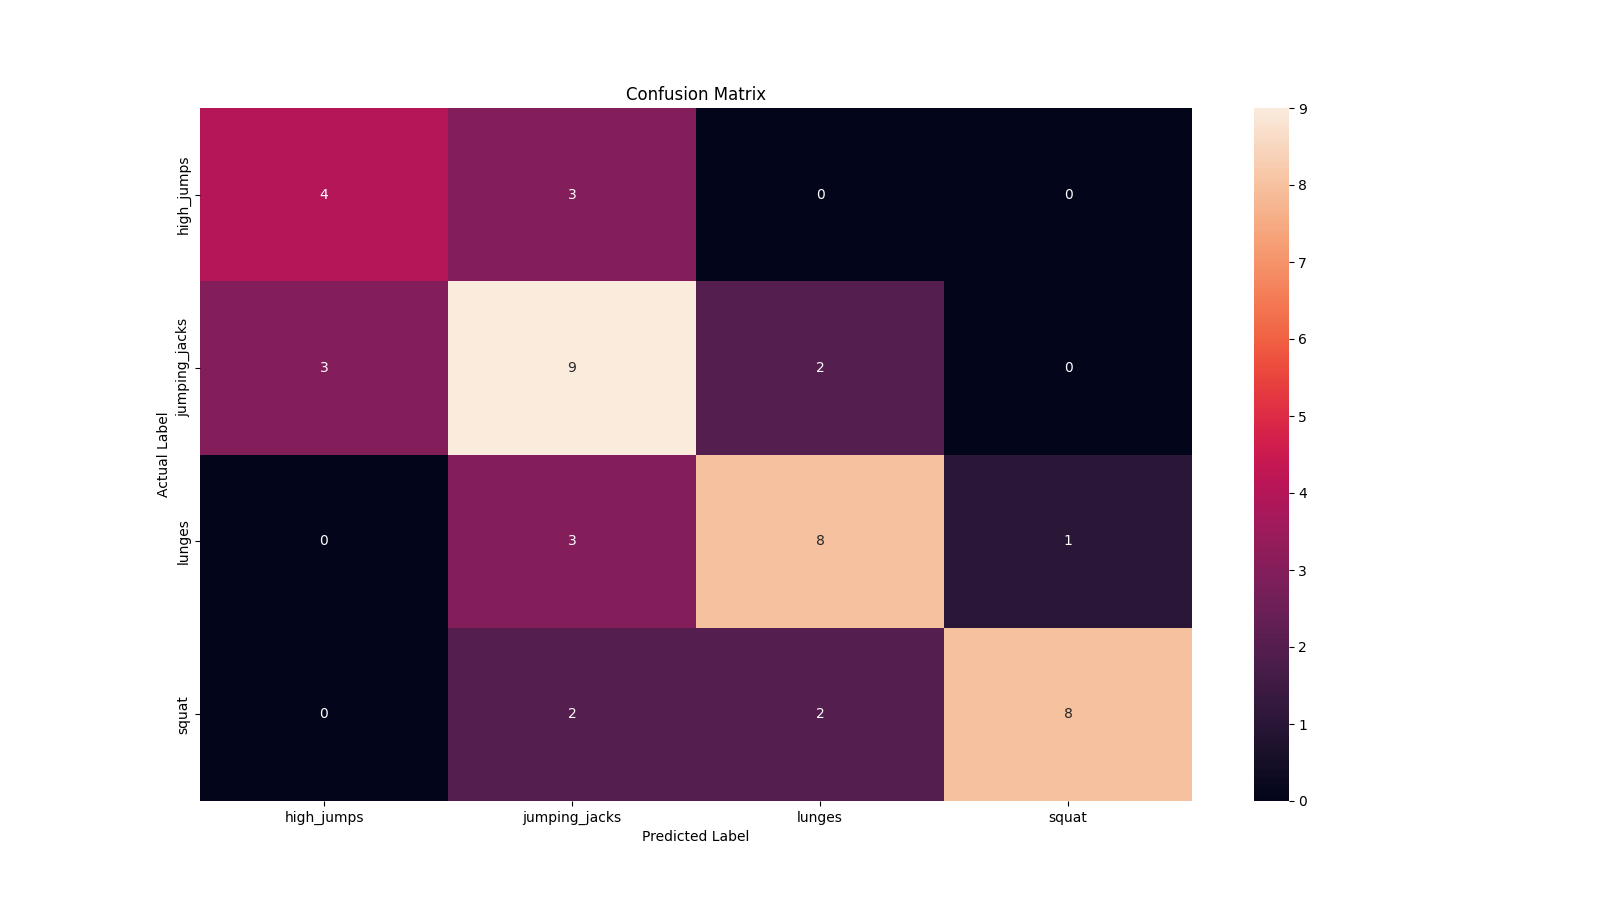 Confusion Matrix
high_jumps 4 3 0 0
jumping_jacks 3 9 2 0
lunges 0 3 8 1
squat 0 2 2 8
Actual Label
high_jumps jumping_jacks lunges squat
Predicted Label
9
8
7
6
5
4
3
2
1
0